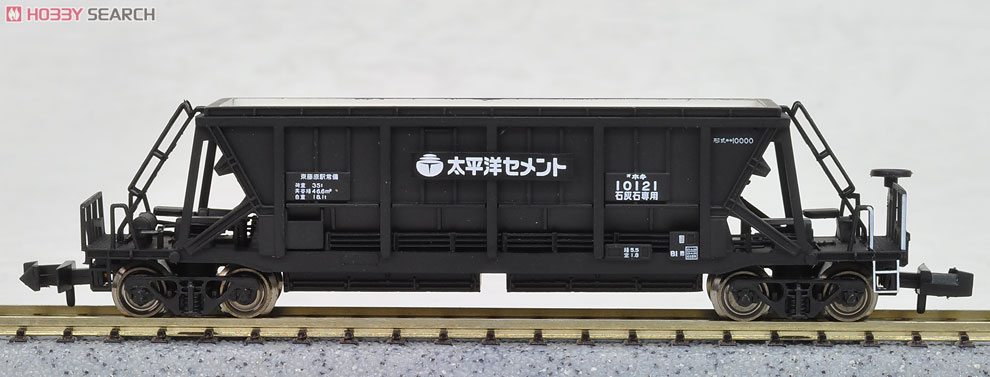 HOBBY SEARCH
太平洋セメント
形式ホキ10000
東藤原駅常備
荷重 35t
実容積 46.6m³
自重 18.1t
ホキ
10121
石灰石専用
積5.5
空1.8